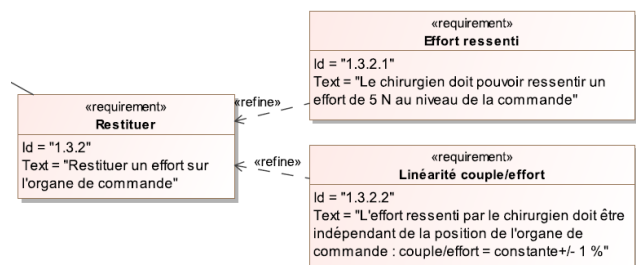 «requirement»
Effort ressenti
Id = "1.3.2.1"
Text = "Le chirurgien doit pouvoir ressentir un
effort de 5 N au niveau de la commande"
«refine»
«requirement»
Restituer
Id = "1.3.2"
Text = "Restituer un effort sur
l'organe de commande"
«refine»
«requirement»
Linéarité couple/effort
Id = "1.3.2.2"
Text = "L'effort ressenti par le chirurgien doit être
indépendant de la position de l'organe de
commande : couple/effort = constante+/- 1 %"